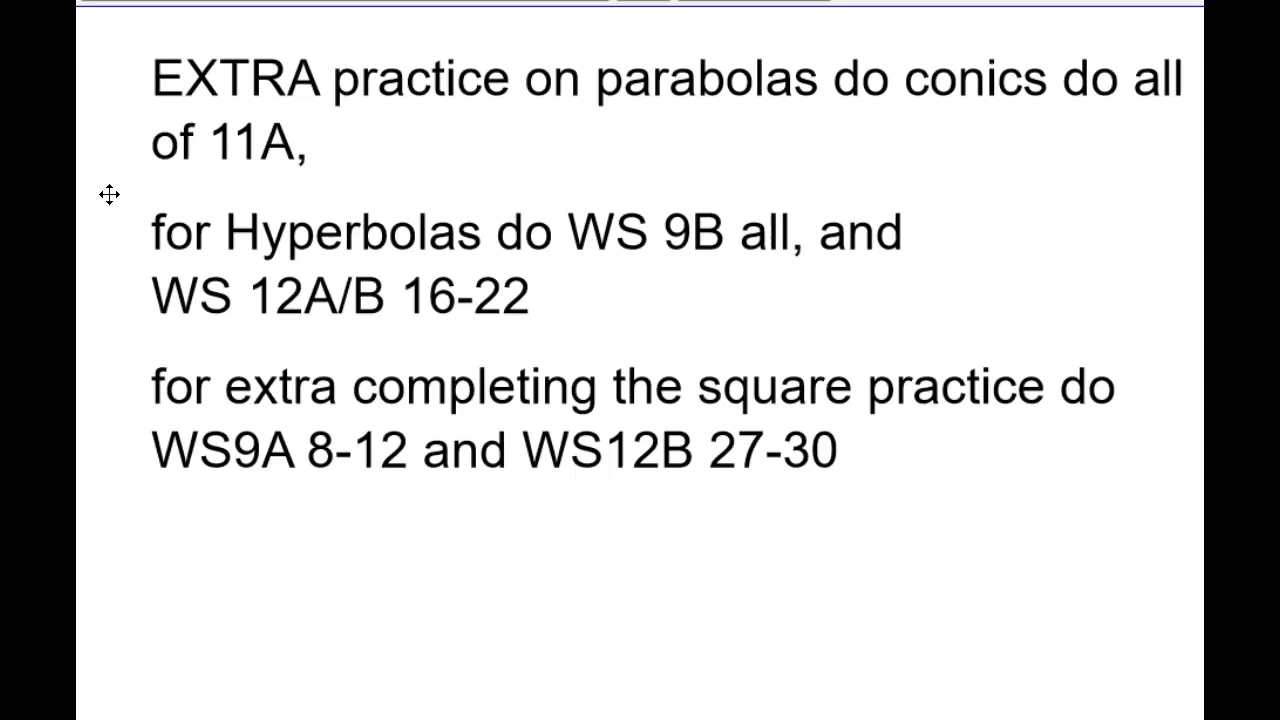 EXTRA practice on parabolas do conics do all
of 11A,
for Hyperbolas do WS 9B all, and
WS 12A/B 16-22
for extra completing the square practice do
WS9A 8-12 and WS12B 27-30